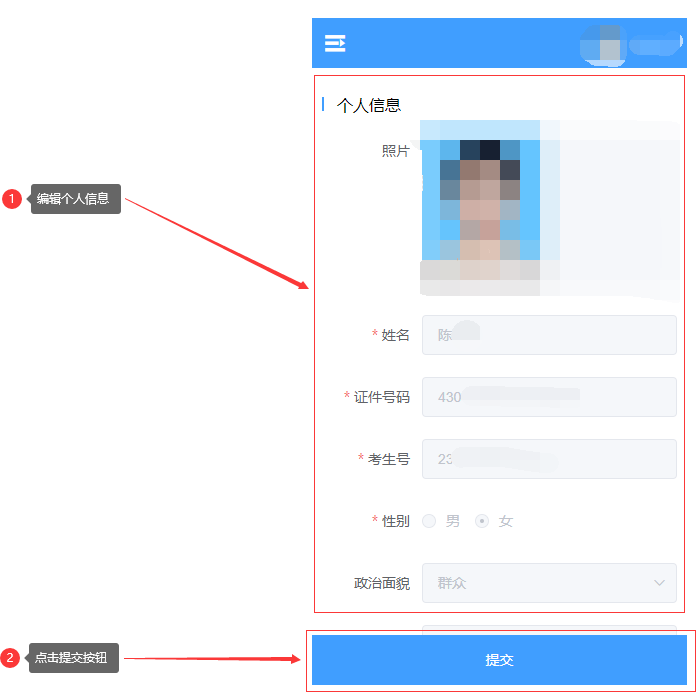 个人信息
照片
1 编辑个人信息
* 姓名 陈
* 证件号码 430
* 考生号 23
* 性别 男 女
政治面貌 群众
2 点击提交按钮
提交